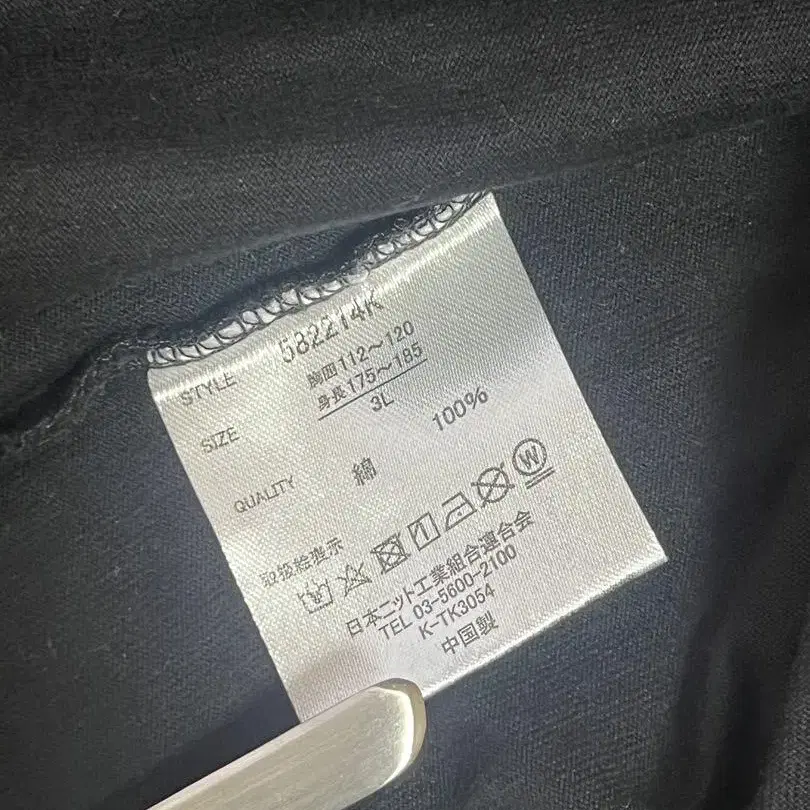 STYLE 582214K
SIZE 胸囲112～120
身長175～185
3L
QUALITY 綿 100%
取扱絵表示
W
日本ニット工業組合連合会
TEL 03-5600-2100
K-TK3054
中国製